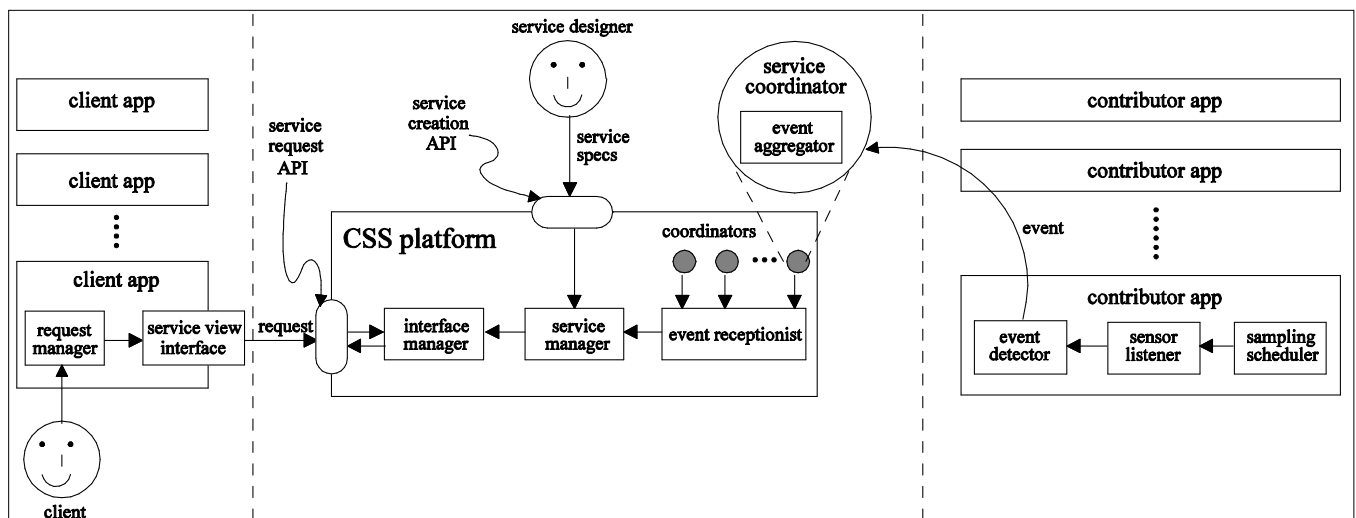 client app
client app
client app
request
manager
service view
interface
client
service
request
API
request
service designer
service
creation
API
service
specs
CSS platform
interface
manager
service
manager
coordinators
event receptionist
service
coordinator
event
aggregator
event
contributor app
contributor app
contributor app
event
detector
sensor
listener
sampling
scheduler